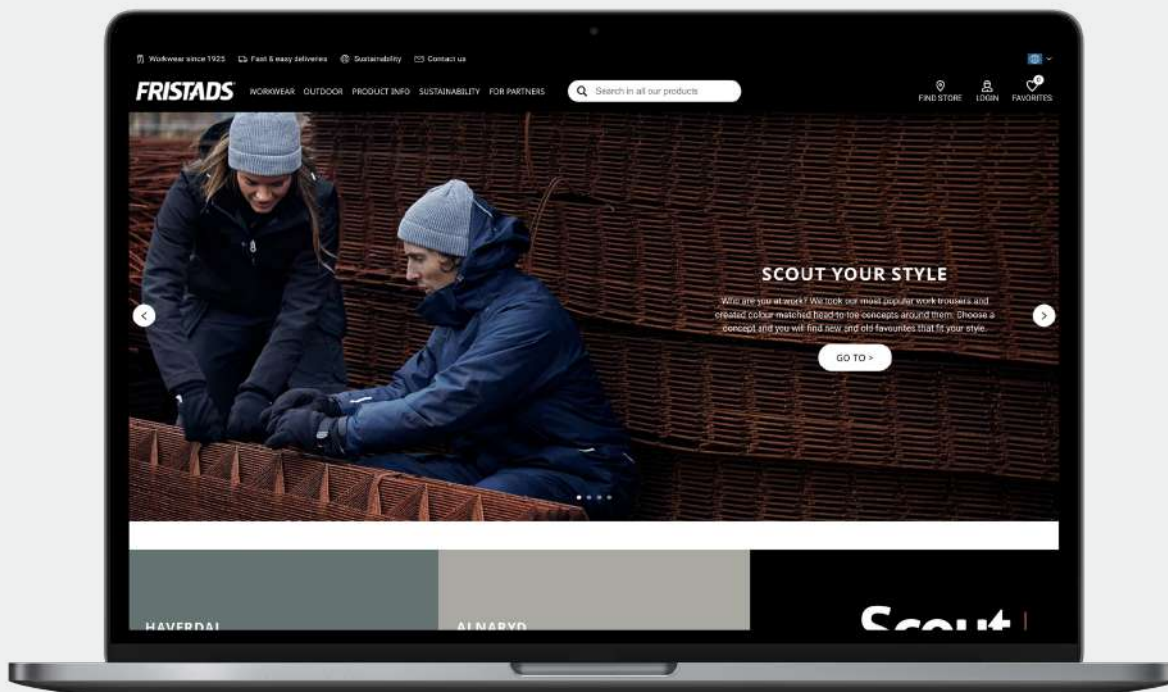 Workwear since 1925 Fast & easy deliveries Sustainability Contact us
FRISTADS WORKWEAR OUTDOOR PRODUCT INFO SUSTAINABILITY FOR PARTNERS Search in all our products
0
FIND STORE LOGIN FAVORITES
SCOUT YOUR STYLE
Who are you at work? We took our most popular work trousers and
created colour matched head-to-toe concepts around them. Choose a
concept and you will find new and old favourites that fit your style.
GO TO >
HAVERDAL ALNARYD
Scout